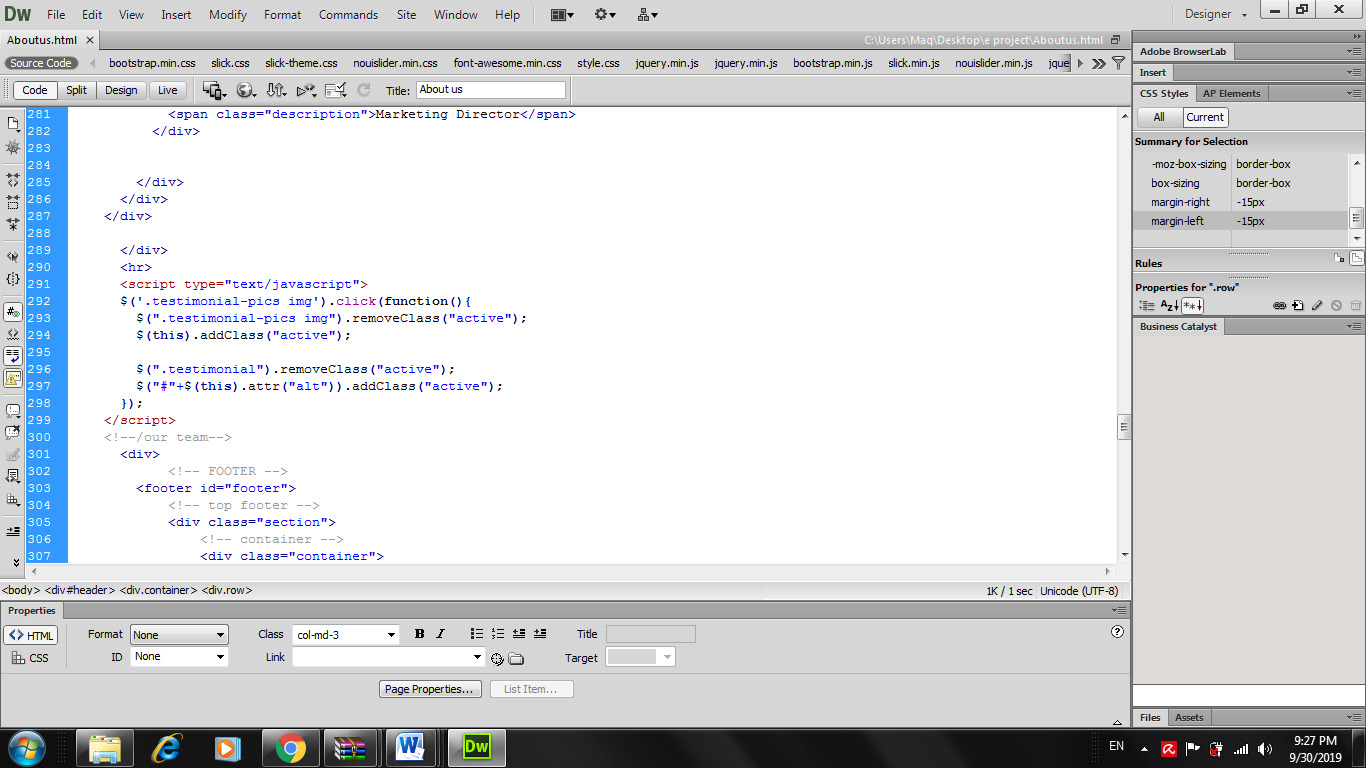 Dw File Edit View Insert Modify Format Commands Site Window Help Designer
Aboutus.html × C:\Users\Maq\Desktop\e project\Aboutus.html
Source Code bootstrap.min.css slick.css slick-theme.css nouislider.min.css font-awesome.min.css style.css jquery.min.js jquery.min.js bootstrap.min.js slick.min.js nouislider.min.js jque
Code Split Design Live Title: About us
281 <span class="description">Marketing Director</span>
282 </div>
283
284
285 </div>
286 </div>
287 </div>
288
289 </div>
290 <hr>
291 <script type="text/javascript">
292 $('.testimonial-pics img').click(function(){
293 $(".testimonial-pics img").removeClass("active");
294 $(this).addClass("active");
295
296 $(".testimonial").removeClass("active");
297 $("#"+$(this).attr("alt")).addClass("active");
298 });
299 </script>
300 <!--/our team-->
301 <div>
302 <!-- FOOTER -->
303 <footer id="footer">
304 <!-- top footer -->
305 <div class="section">
306 <!-- container -->
307 <div class="container">
<body> <div#header> <div.container> <div.row> 1K / 1 sec Unicode (UTF-8)
Properties
<> HTML Format None Class col-md-3 B I Title
CSS ID None Link Target
Page Properties... List Item...
Adobe BrowserLab
Insert
CSS Styles AP Elements
All Current
Summary for Selection
-moz-box-sizing border-box
box-sizing border-box
margin-right -15px
margin-left -15px
Rules
Properties for ".row"
Business Catalyst
Files Assets
W Dw EN 9:27 PM
9/30/2019